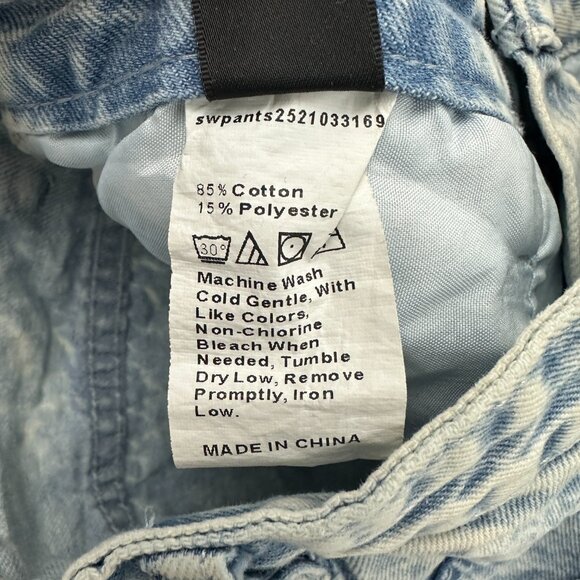 swpants2521033169
85% Cotton
15% Polyester
30°
Machine Wash
Cold Gentle, With
Like Colors,
Non-Chlorine
Bleach When
Needed, Tumble
Dry Low, Remove
Promptly, Iron
Low.
MADE IN CHINA